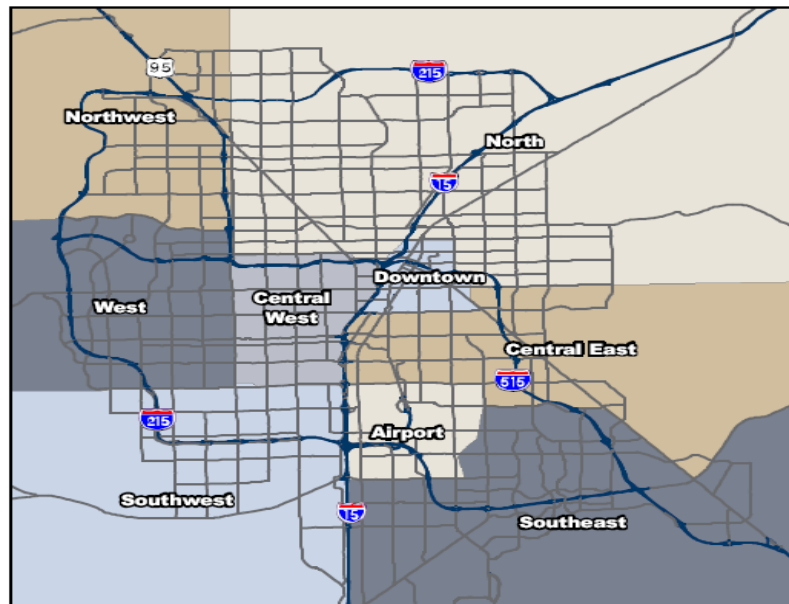 95
215
Northwest
North
15
Downtown
West
Central
West
Central East
515
215
Airport
Southwest
15
Southeast